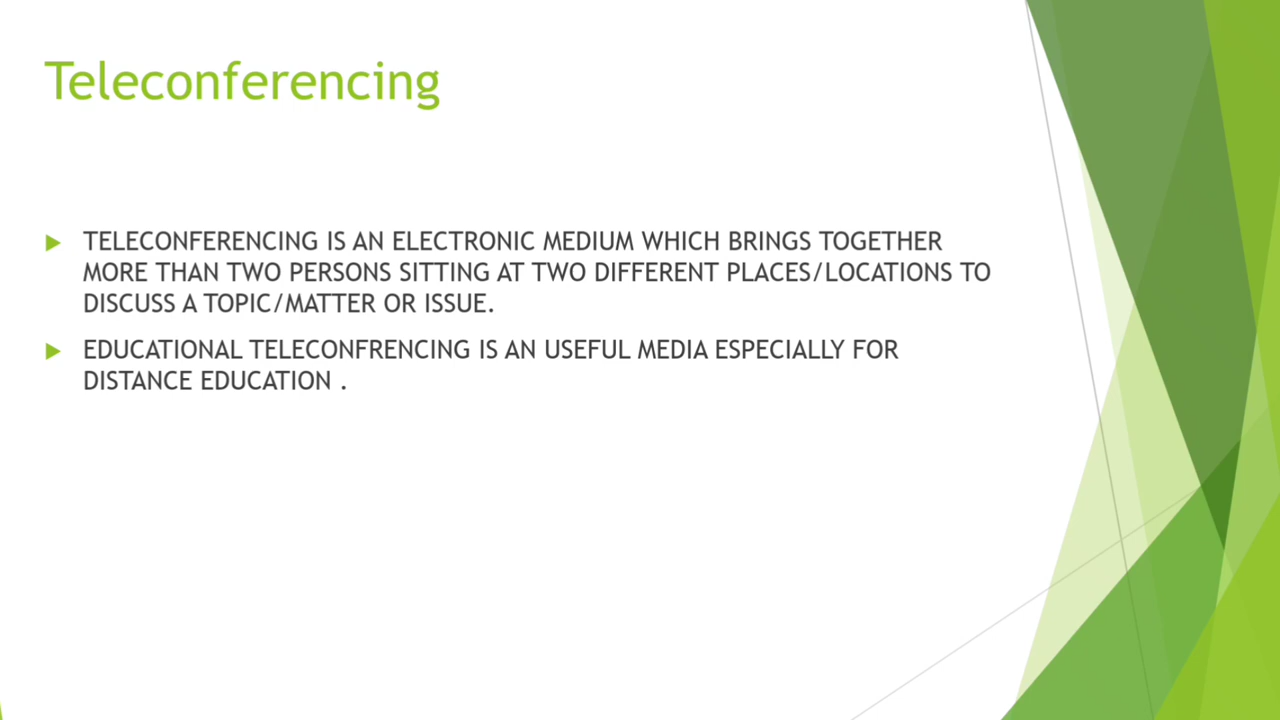 Teleconferencing
TELECONFERENCING IS AN ELECTRONIC MEDIUM WHICH BRINGS TOGETHER
MORE THAN TWO PERSONS SITTING AT TWO DIFFERENT PLACES/LOCATIONS TO
DISCUSS A TOPIC/MATTER OR ISSUE.
EDUCATIONAL TELECONFRENCING IS AN USEFUL MEDIA ESPECIALLY FOR
DISTANCE EDUCATION .